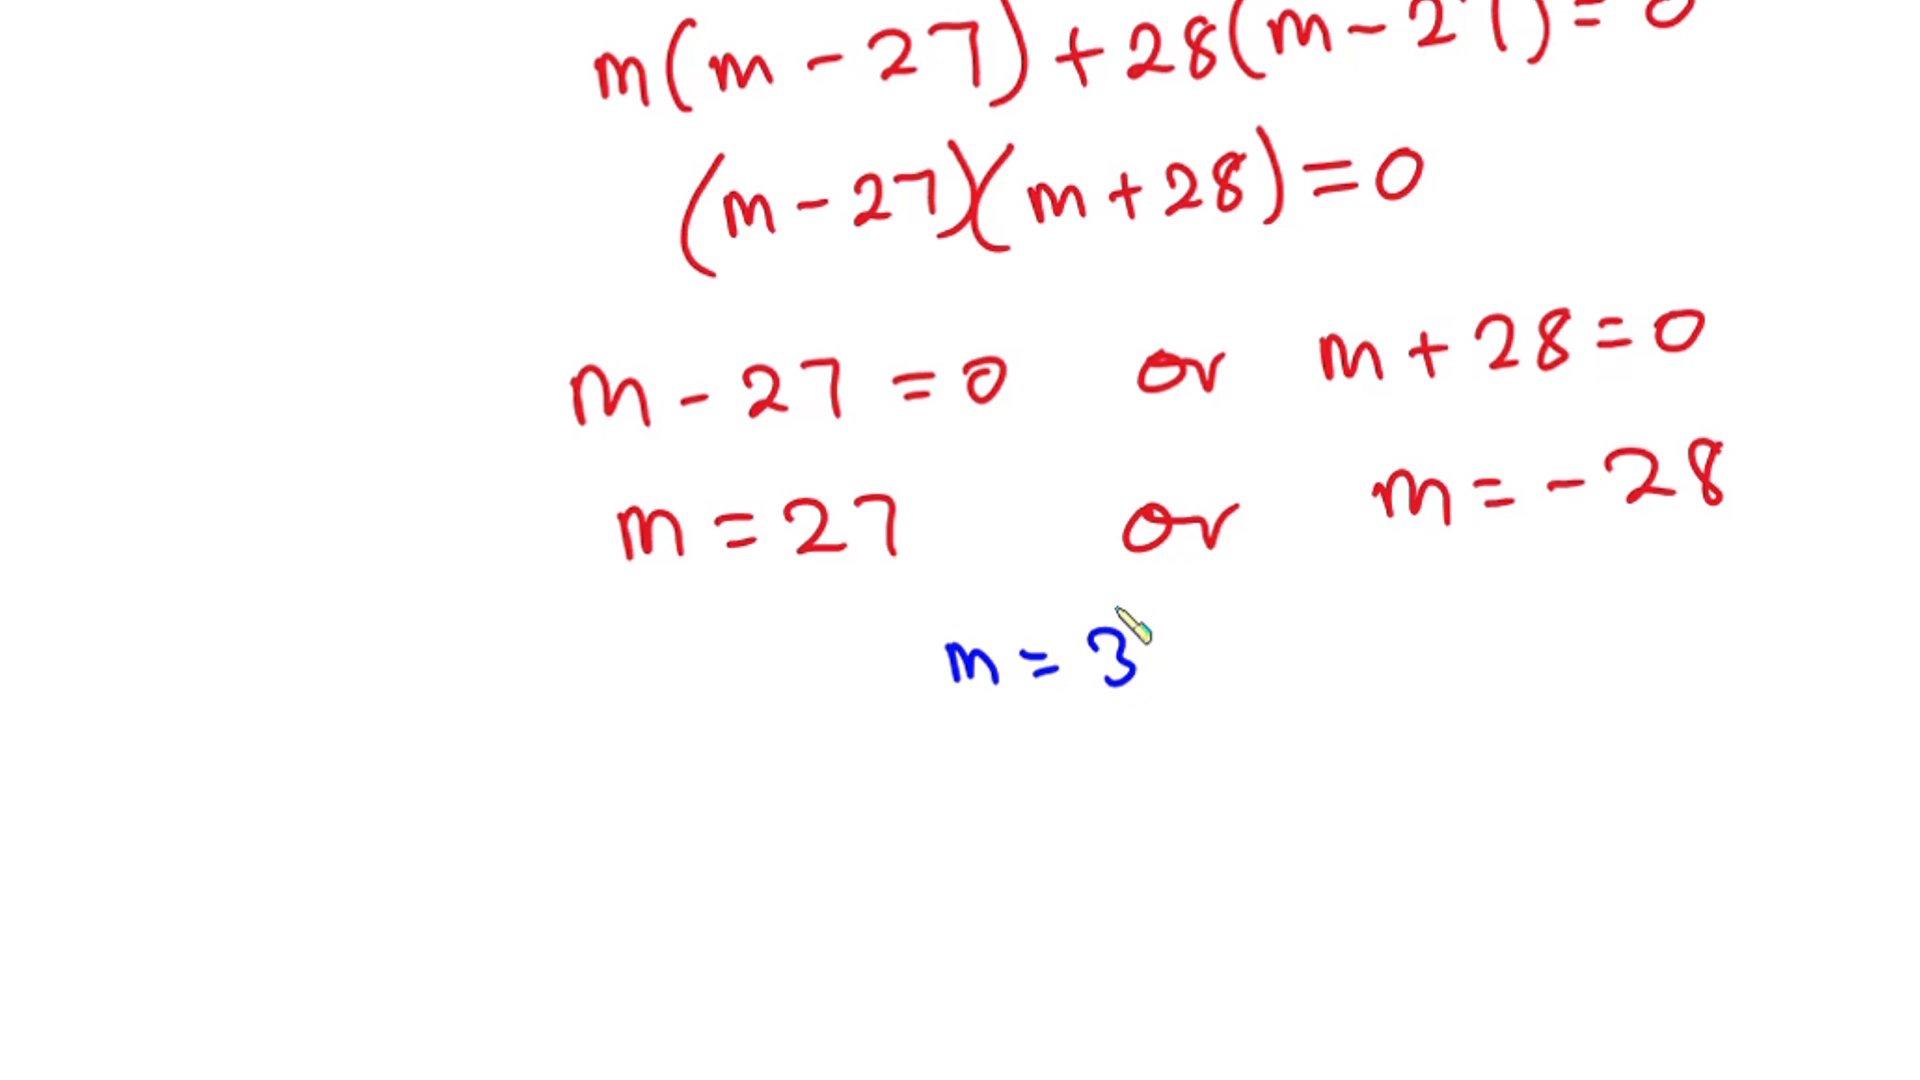 m(m - 27) + 28(m - 27) = 0
(m - 27)(m + 28) = 0
m - 27 = 0 or m + 28 = 0
m = 27 or m = -28
m = 3